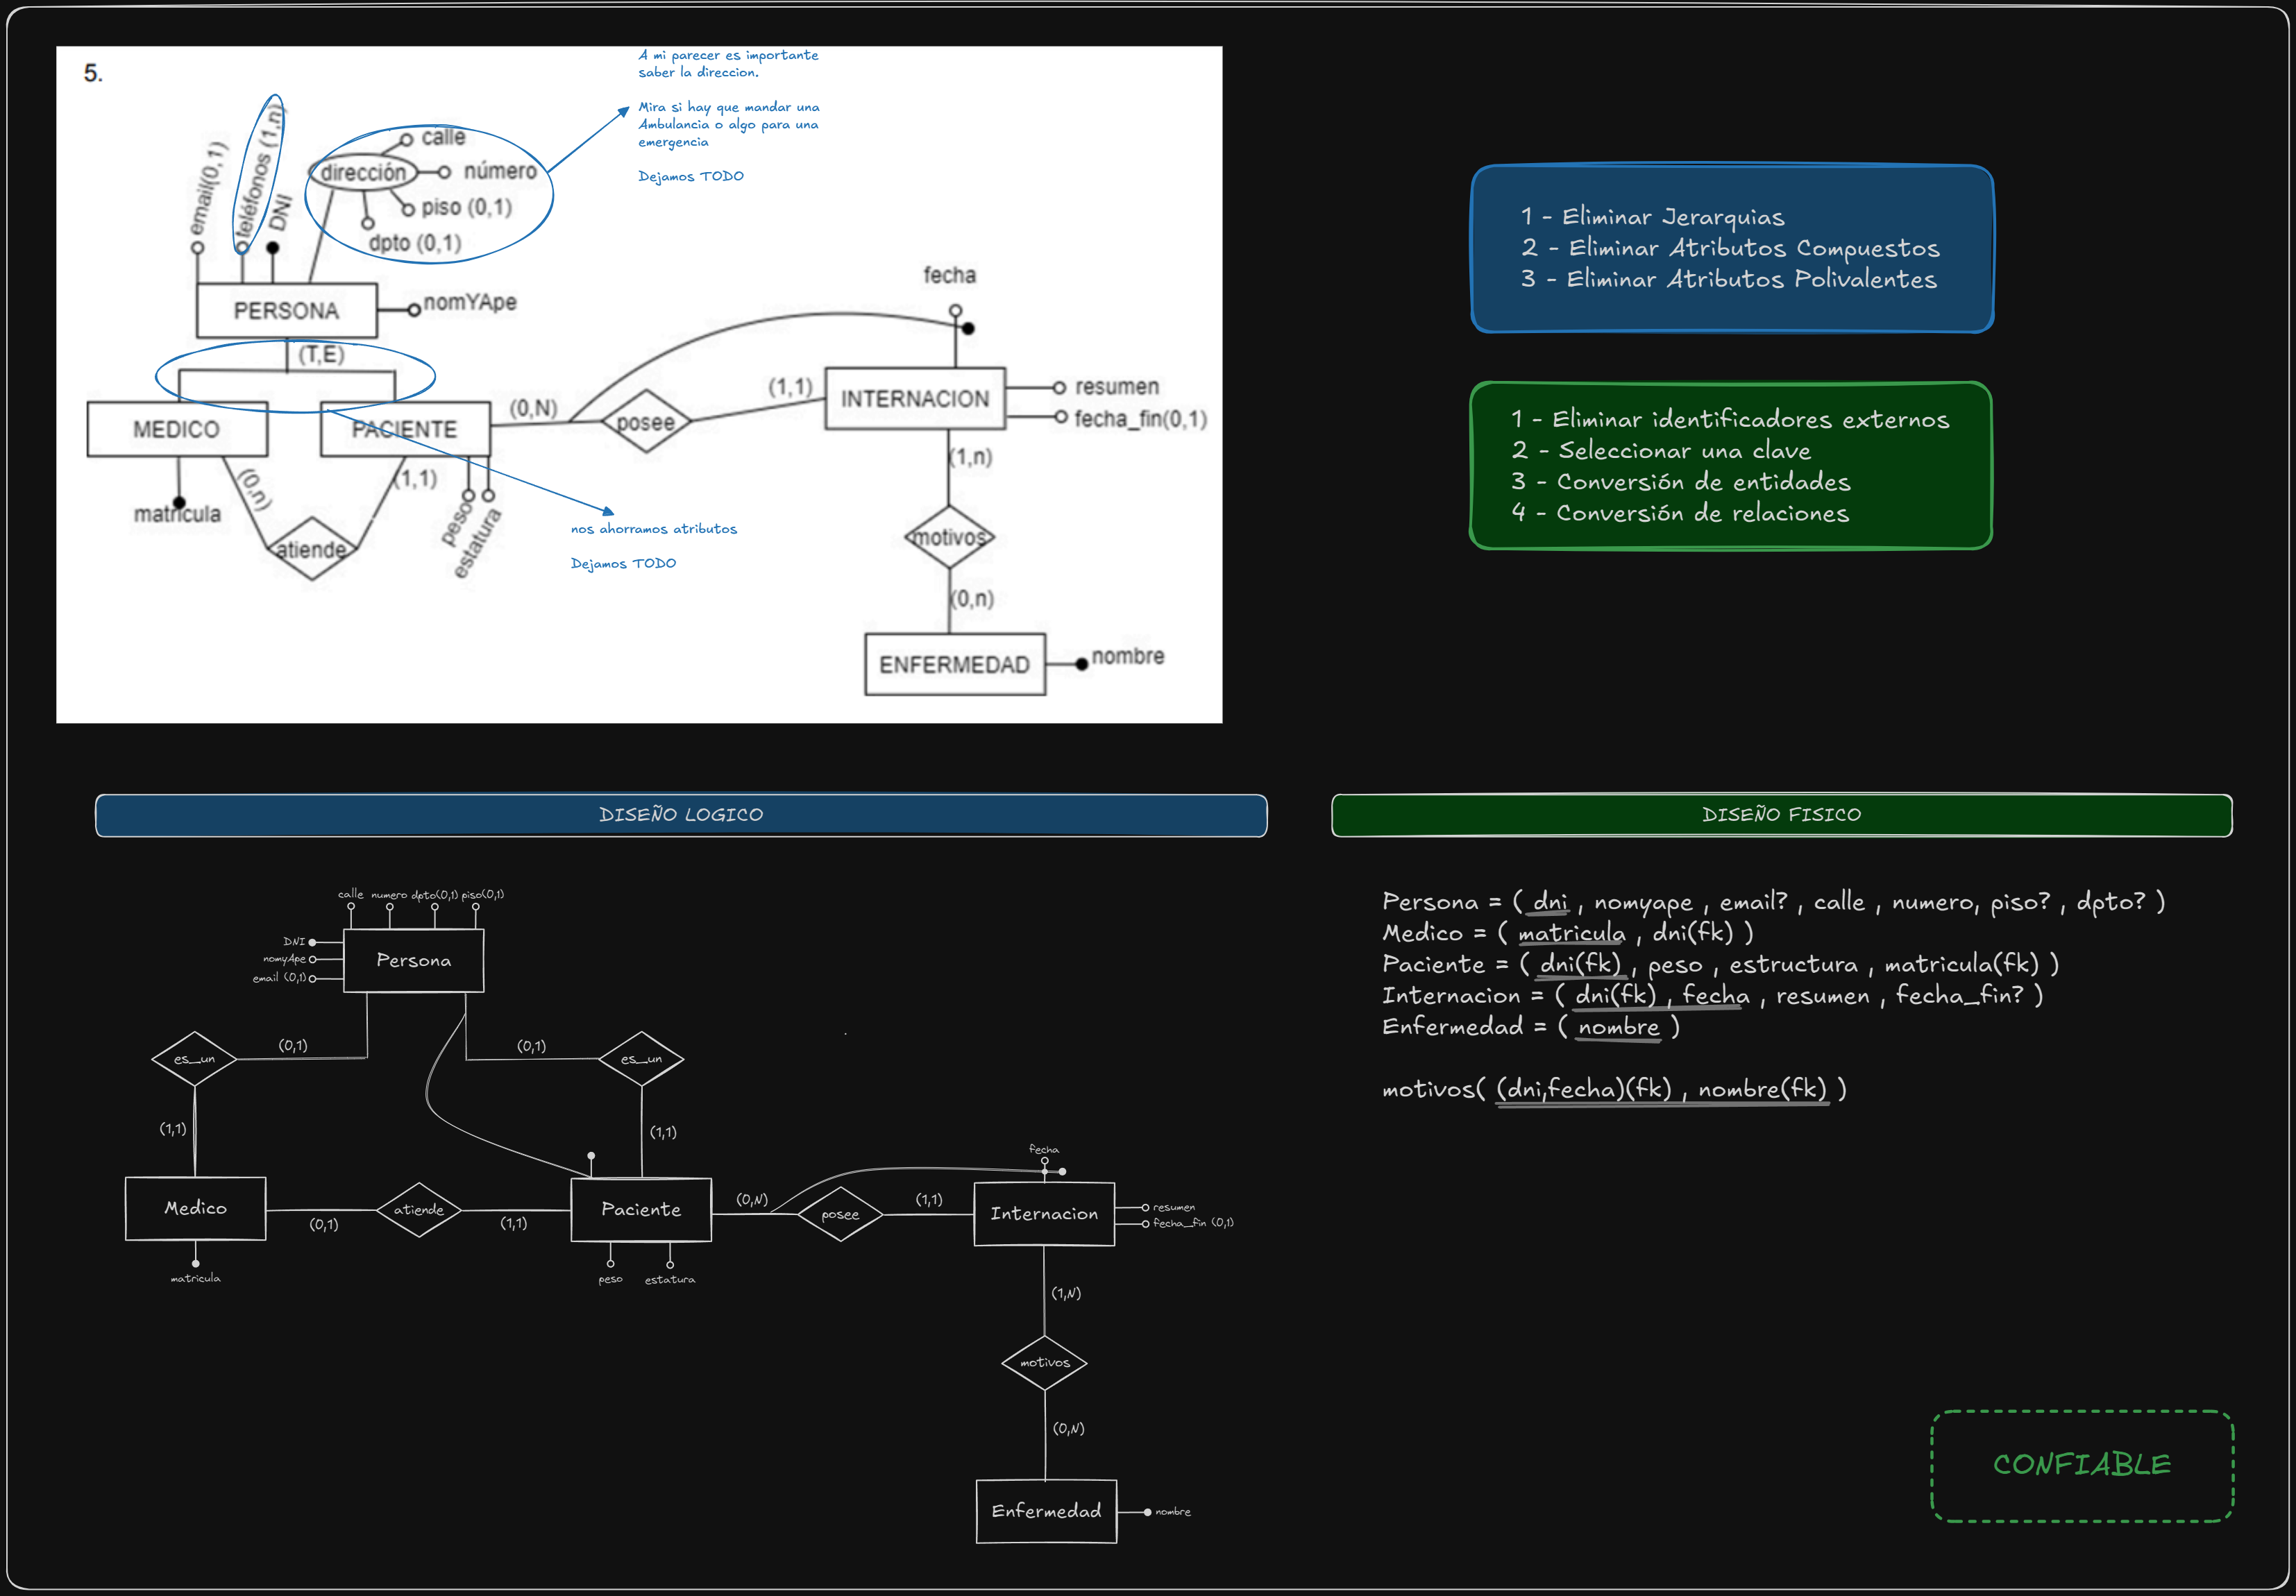 5.
A mi parecer es importante
saber la direccion.
Mira si hay que mandar una
Ambulancia o algo para una
emergencia
Dejamos TODO
email(0,1)
teléfonos (1,n)
DNI
dirección
calle
número
piso (0,1)
dpto (0,1)
PERSONA
nomYApe
(T,E)
MEDICO
PACIENTE
matrícula
(0,n)
atiende
(1,1)
peso
estatura
nos ahorramos atributos
Dejamos TODO
(0,N)
posee
(1,1)
fecha
INTERNACION
resumen
fecha_fin(0,1)
(1,n)
motivos
(0,n)
ENFERMEDAD
nombre
1 - Eliminar Jerarquias
2 - Eliminar Atributos Compuestos
3 - Eliminar Atributos Polivalentes
1 - Eliminar identificadores externos
2 - Seleccionar una clave
3 - Conversión de entidades
4 - Conversión de relaciones
DISEÑO LOGICO
calle numero dpto(0,1) piso(0,1)
DNI
nomyApe
email (0,1)
Persona
es_un
(0,1)
(0,1)
es_un
(1,1)
(1,1)
Medico
(0,1)
atiende
(1,1)
Paciente
matricula
peso
estatura
(0,N)
posee
(1,1)
fecha
Internacion
resumen
fecha_fin (0,1)
(1,N)
motivos
(0,N)
Enfermedad
nombre
DISEÑO FISICO
Persona = ( dni , nomyape , email? , calle , numero, piso? , dpto? )
Medico = ( matricula , dni(fk) )
Paciente = ( dni(fk) , peso , estructura , matricula(fk) )
Internacion = ( dni(fk) , fecha , resumen , fecha_fin? )
Enfermedad = ( nombre )
motivos( (dni,fecha)(fk) , nombre(fk) )
CONFIABLE